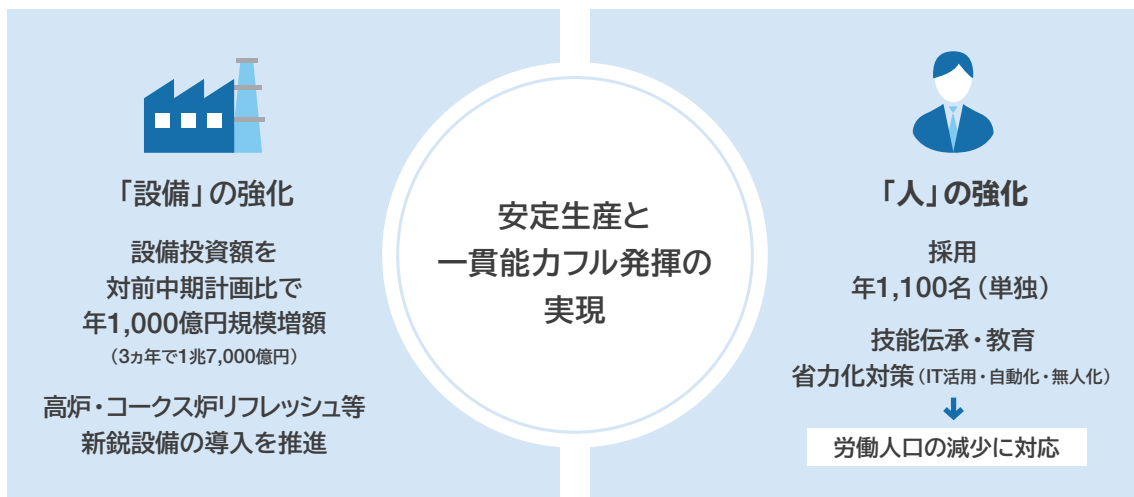 「設備」の強化
設備投資額を
対前中期計画比で
年1,000億円規模増額
（3ヵ年で1兆7,000億円）
高炉・コークス炉リフレッシュ等
新鋭設備の導入を推進
安定生産と
一貫能力フル発揮の
実現
「人」の強化
採用
年1,100名（単独）
技能伝承・教育
省力化対策（IT活用・自動化・無人化）
労働人口の減少に対応